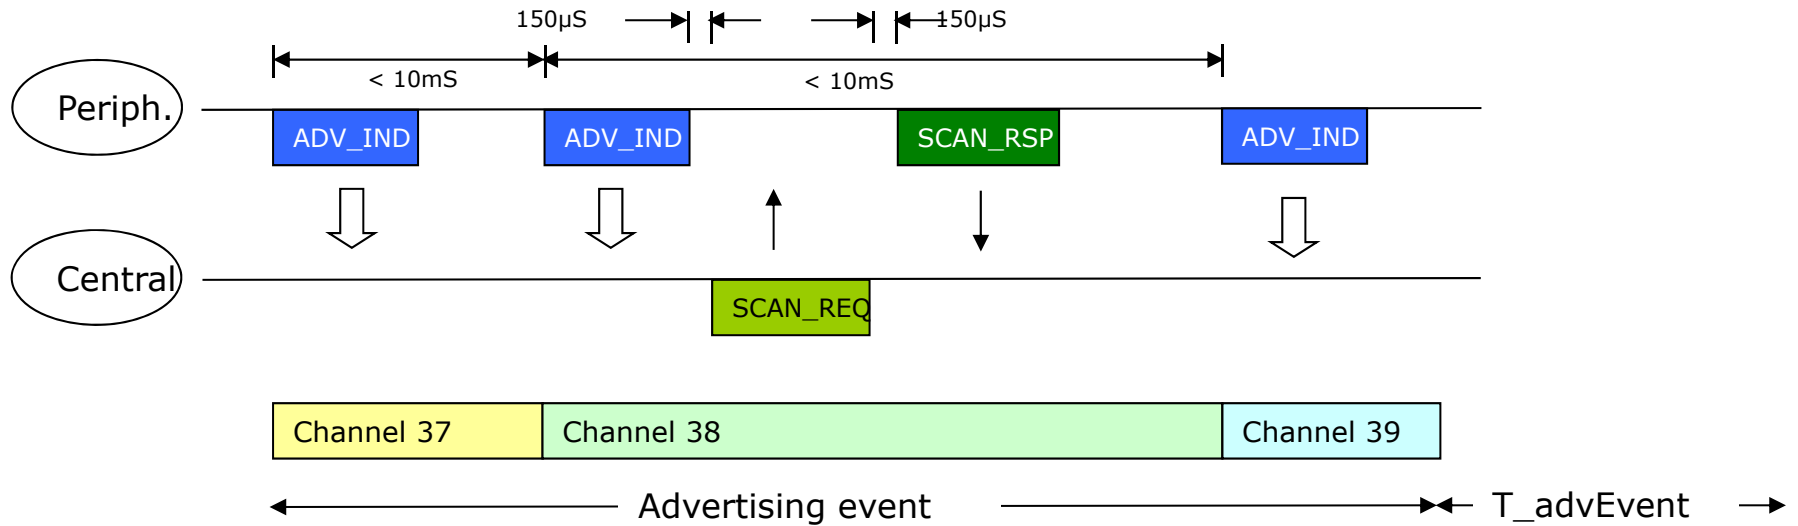 150µS
150µS
< 10mS
< 10mS
Periph.
ADV_IND
ADV_IND
SCAN_RSP
ADV_IND
Central
SCAN_REQ
Channel 37
Channel 38
Channel 39
Advertising event
T_advEvent